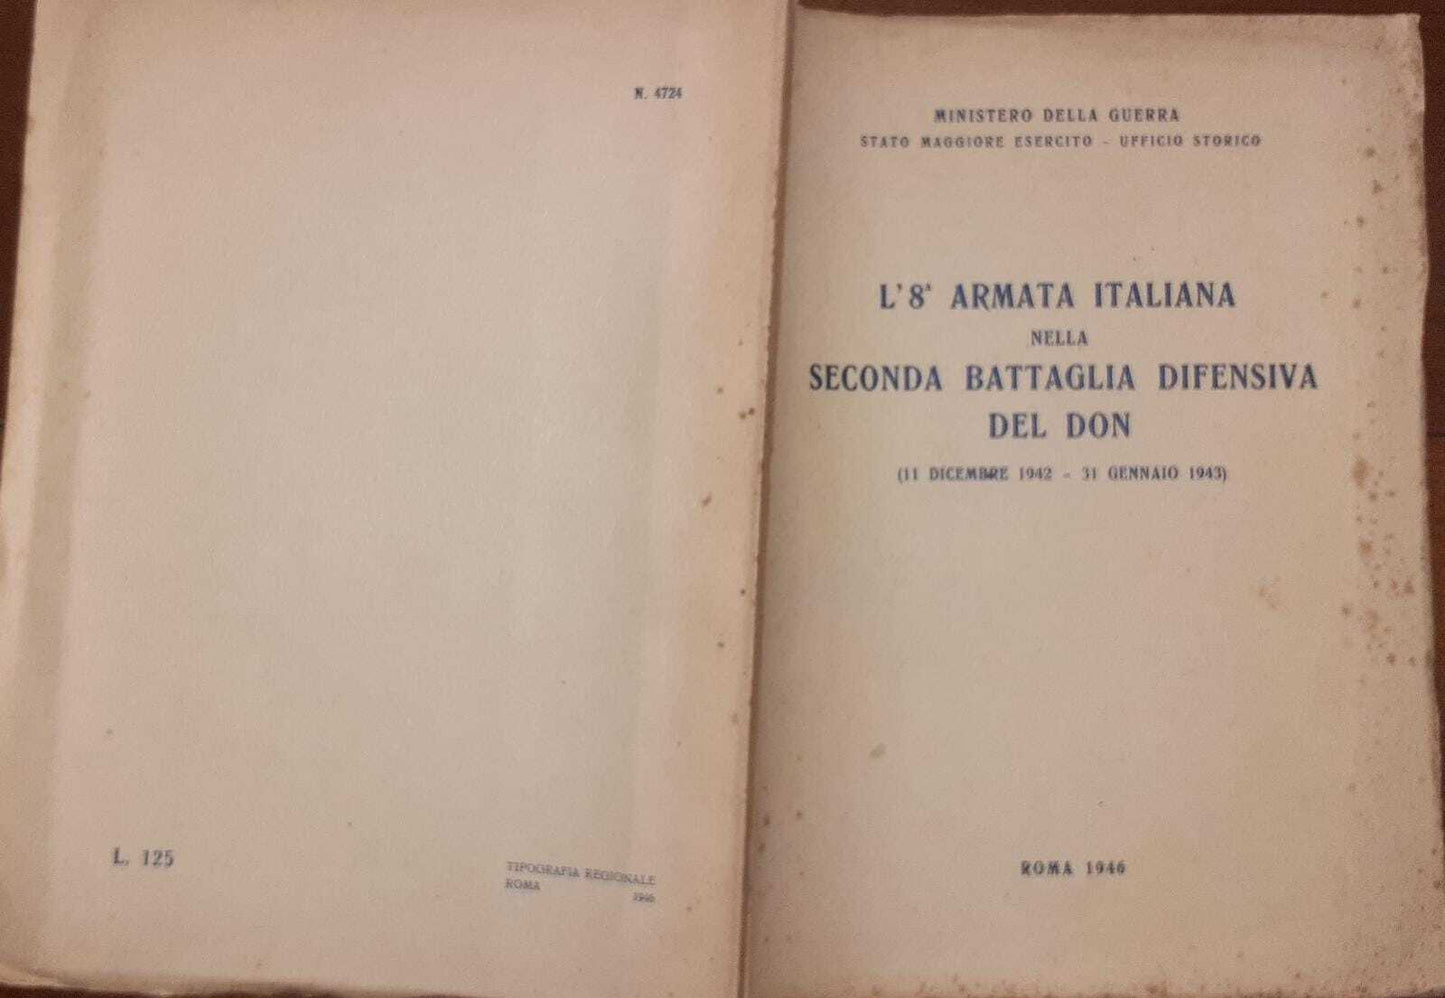 N. 4724
L. 125
TIPOGRAFIA REGIONALE
ROMA
1946
MINISTERO DELLA GUERRA
STATO MAGGIORE ESERCITO - UFFICIO STORICO
L'8ª ARMATA ITALIANA
NELLA
SECONDA BATTAGLIA DIFENSIVA
DEL DON
(11 DICEMBRE 1942 - 31 GENNAIO 1943)
ROMA 1946